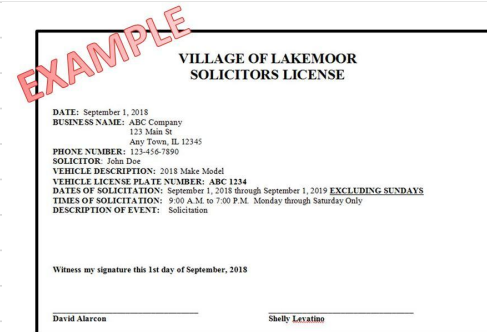 EXAMPLE
VILLAGE OF LAKEMOOR
SOLICITORS LICENSE
DATE: September 1, 2018
BUSINESS NAME: ABC Company
123 Main St
Any Town, IL 12345
PHONE NUMBER: 123-456-7890
SOLICITOR: John Doe
VEHICLE DESCRIPTION: 2018 Make Model
VEHICLE LICENSE PLATE NUMBER: ABC 1234
DATES OF SOLICITATION: September 1, 2018 through September 1, 2019 EXCLUDING SUNDAYS
TIMES OF SOLICITATION: 9:00 A.M. to 7:00 P.M. Monday through Saturday Only
DESCRIPTION OF EVENT: Solicitation
Witness my signature this 1st day of September, 2018
David Alarcon Shelly Levatino